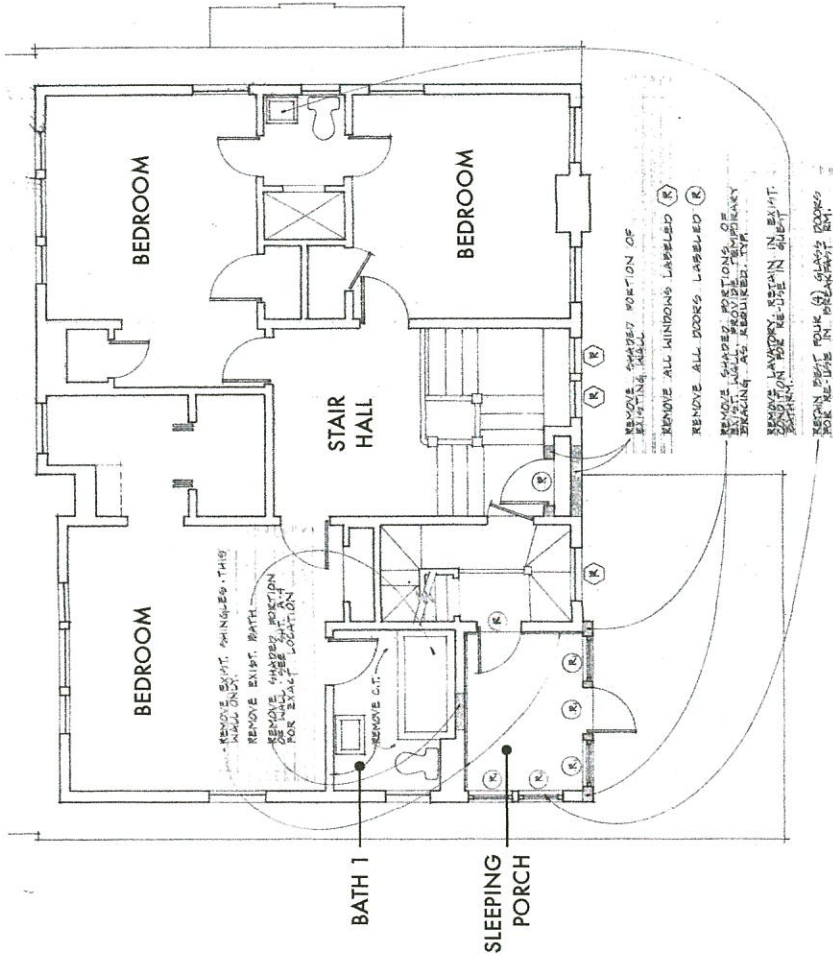 BEDROOM
BEDROOM
BEDROOM
STAIR
HALL
BATH 1
SLEEPING
PORCH
REMOVE EXIST. SHINGLES - THIS
WALL ONLY.
REMOVE EXIST. BATH
REMOVE SHADED PORTION
OF WALL - SEE SHT. A-4
FOR EXACT LOCATION
REMOVE C.T.
R
R
R
R
R
R
R
R
R
R
REMOVE SHADED PORTION OF
EXISTING WALL
REMOVE ALL WINDOWS LABELED R
REMOVE ALL DOORS LABELED R
REMOVE SHADED PORTIONS OF
EXIST. WALL. PROVIDE TEMPORARY
BRACING AS REQUIRED. TYP.
REMOVE LAVATORY. RETAIN IN EXIST.
CONDITION FOR RE-USE IN GUEST
BATHRM.
RETAIN BEST FOUR (4) GLASS DOORS
FOR RE-USE IN BREAKFAST RM.